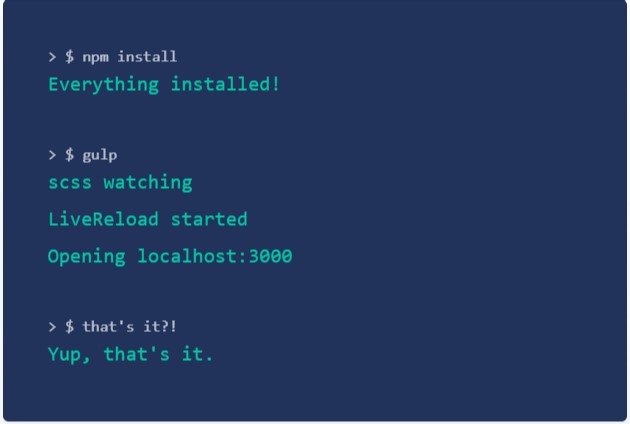 > $ npm install
Everything installed!
> $ gulp
scss watching
LiveReload started
Opening localhost:3000
> $ that's it?!
Yup, that's it.